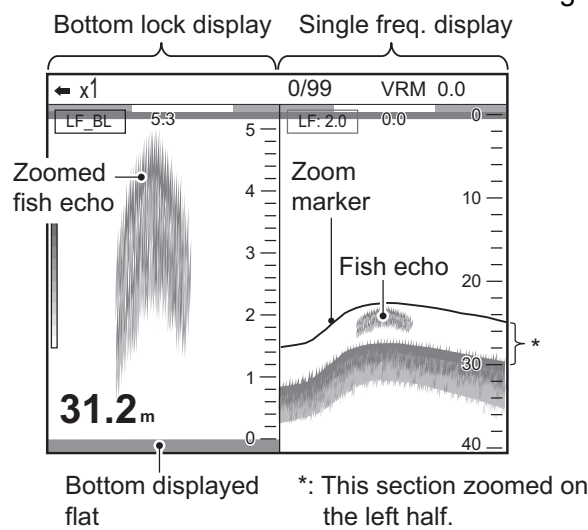 g
Bottom lock display
Single freq. display
x1
0/99
VRM 0.0
LF_BL
5.3
LF: 2.0
0.0
0
5
4
3
2
1
0
10
20
30
40
Zoomed
fish echo
Zoom
marker
Fish echo
*
31.2 m
Bottom displayed
flat
*: This section zoomed on
the left half.